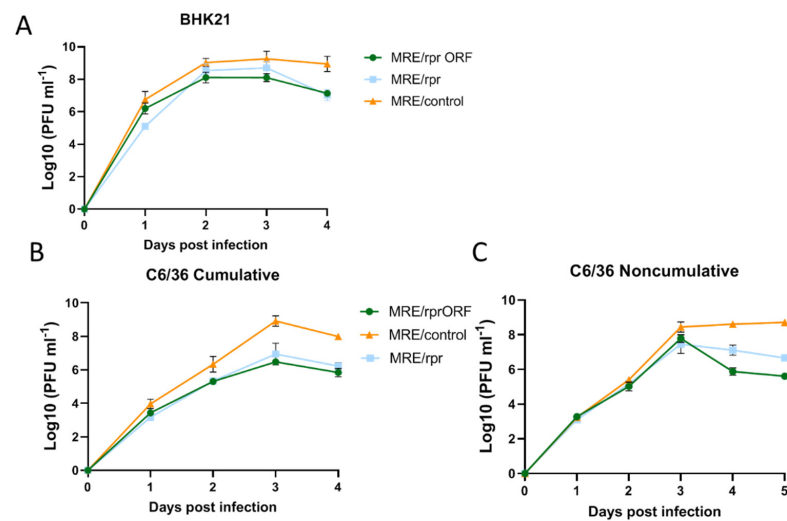 A
BHK21
Log10 (PFU ml⁻¹)
10
8
6
4
2
0
0 1 2 3 4
Days post infection
MRE/rpr ORF
MRE/rpr
MRE/control
B
C6/36 Cumulative
Log10 (PFU ml⁻¹)
10
8
6
4
2
0
0 1 2 3 4
Days post infection
MRE/rprORF
MRE/control
MRE/rpr
C
C6/36 Noncumulative
Log10 (PFU ml⁻¹)
10
8
6
4
2
0
0 1 2 3 4 5
Days post infection